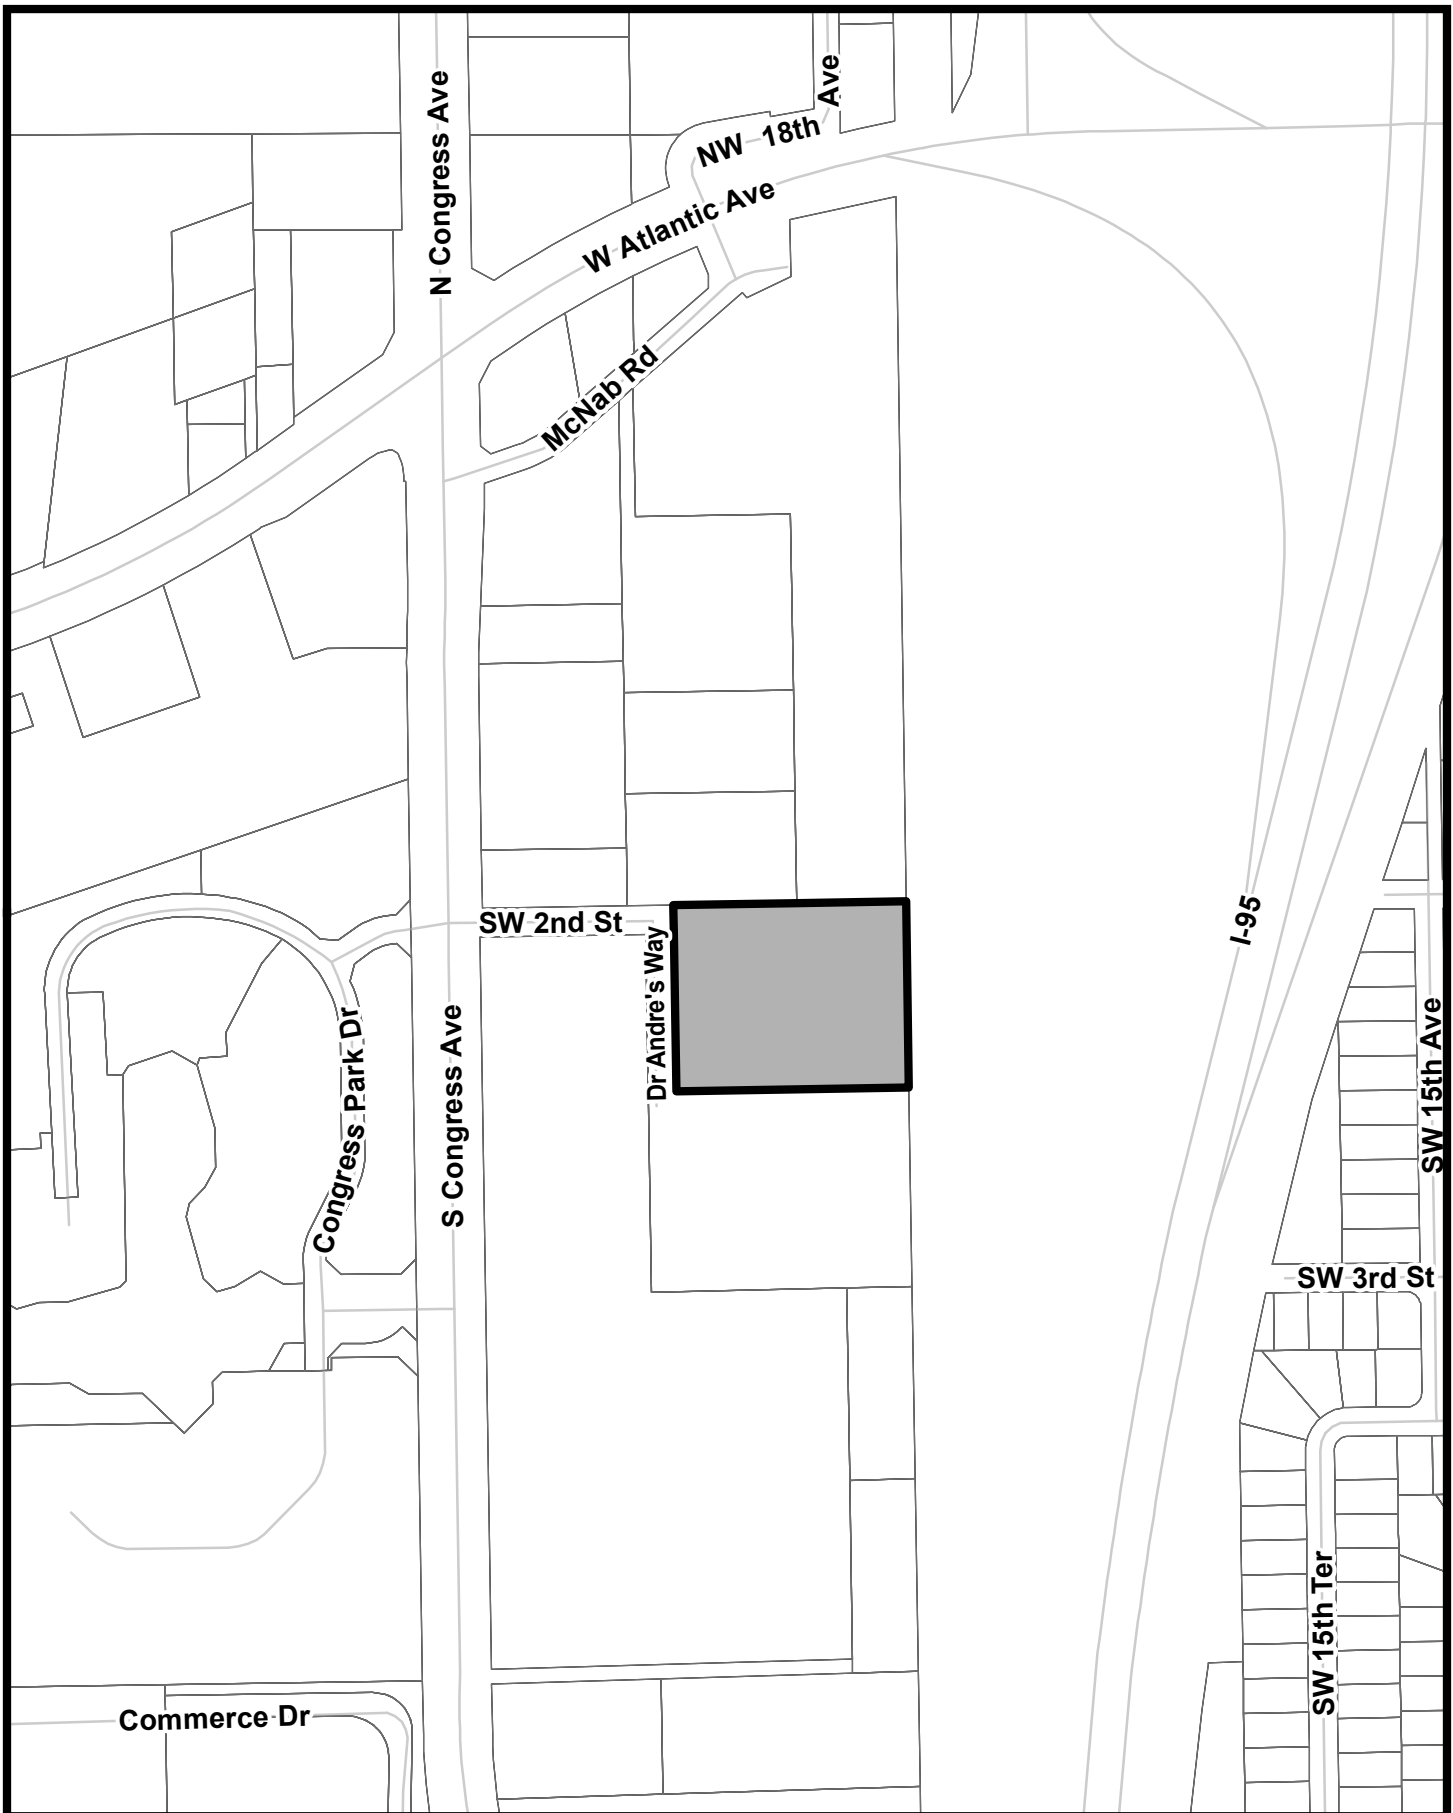 N Congress Ave
Ave
NW 18th
W Atlantic Ave
McNab Rd
SW 2nd St
Dr Andre's Way
I-95
S Congress Ave
Congress Park Dr
SW 15th Ave
SW 3rd St
SW 15th Ter
Commerce Dr